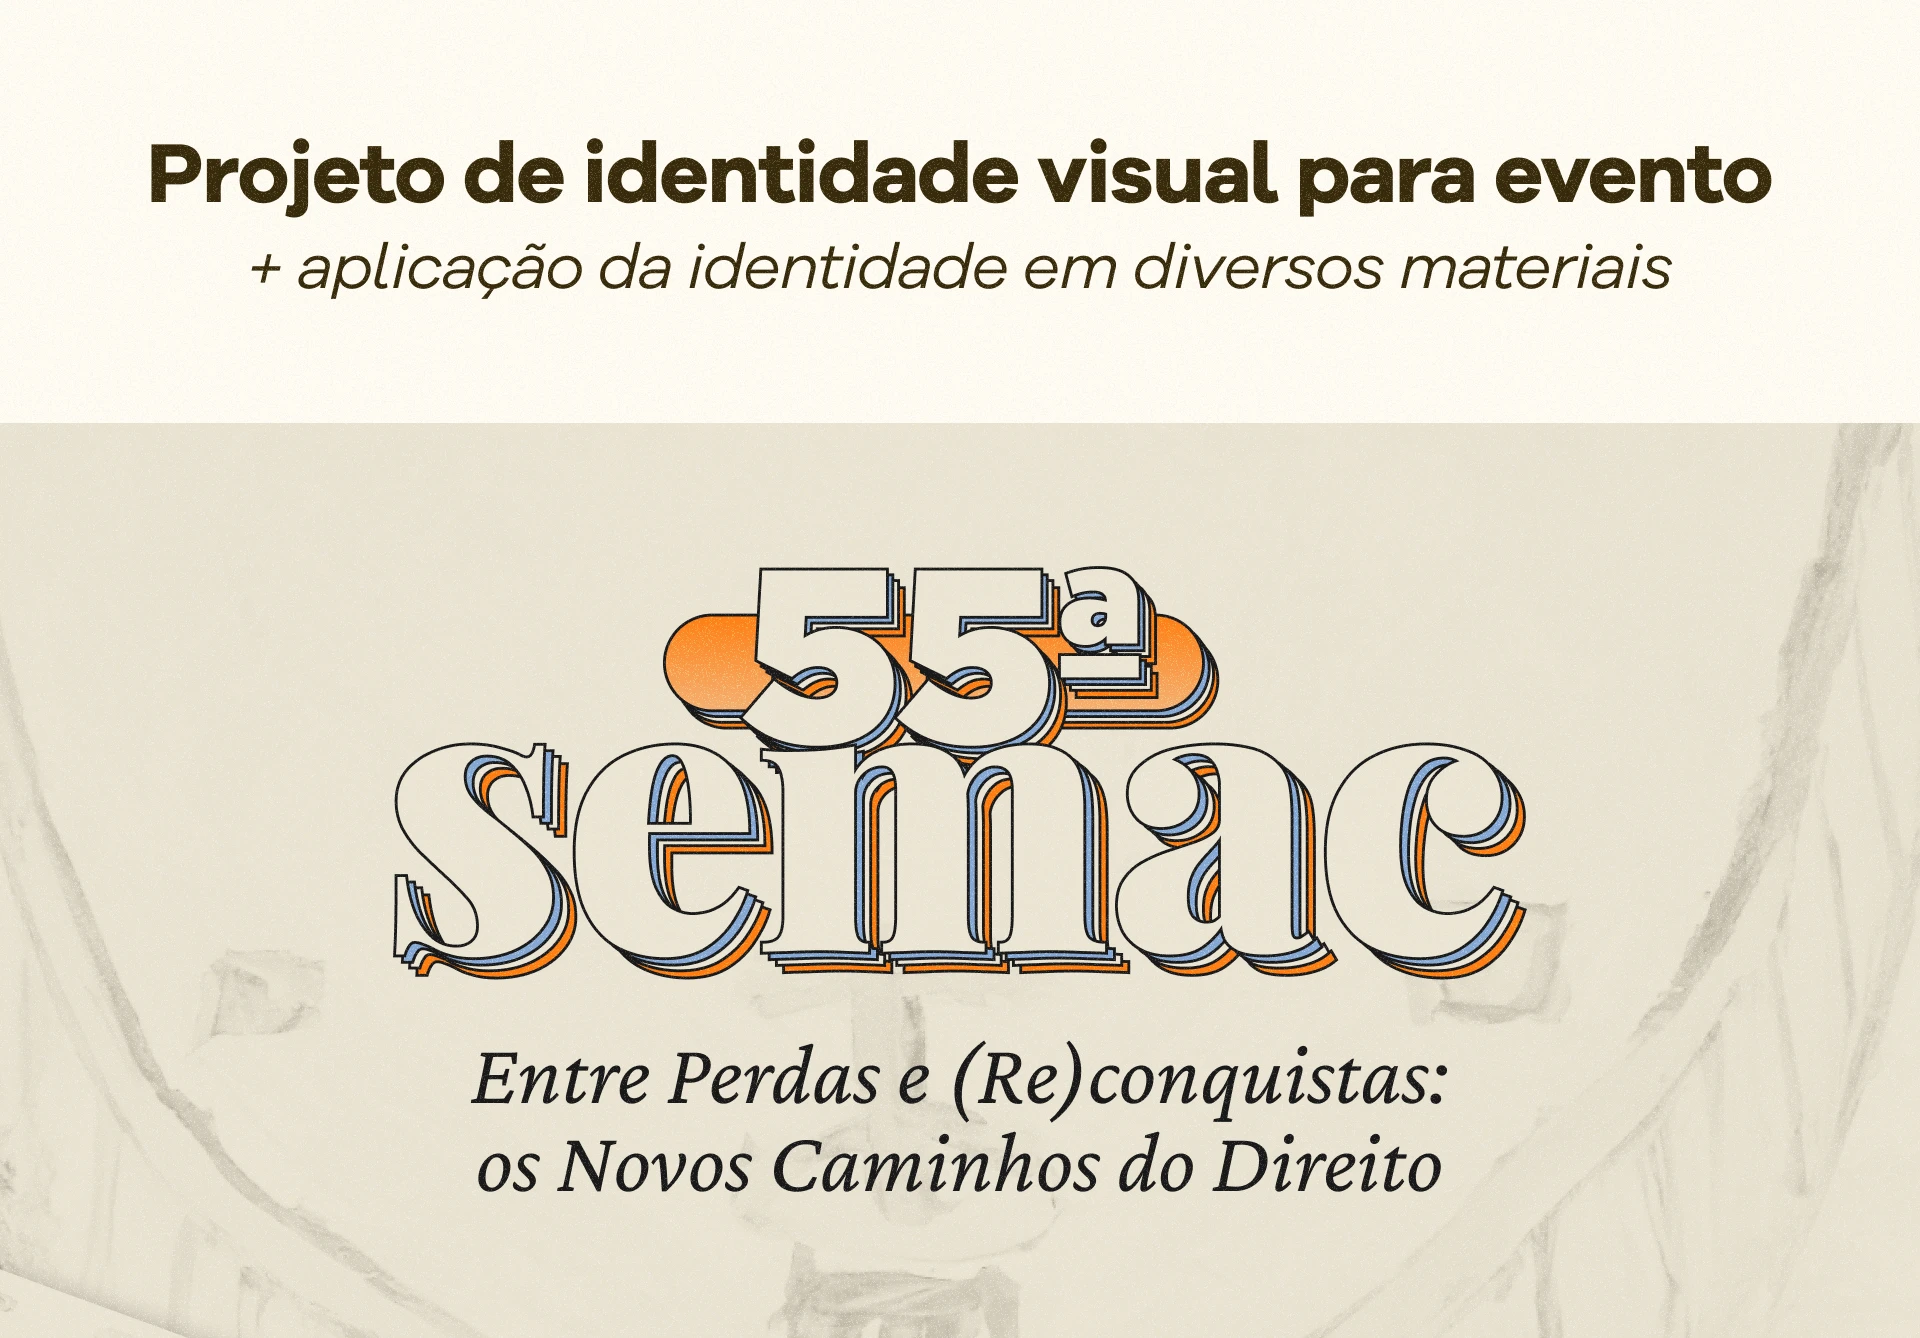 Projeto de identidade visual para evento
+ aplicação da identidade em diversos materiais
55ª
semac
Entre Perdas e (Re)conquistas:
os Novos Caminhos do Direito